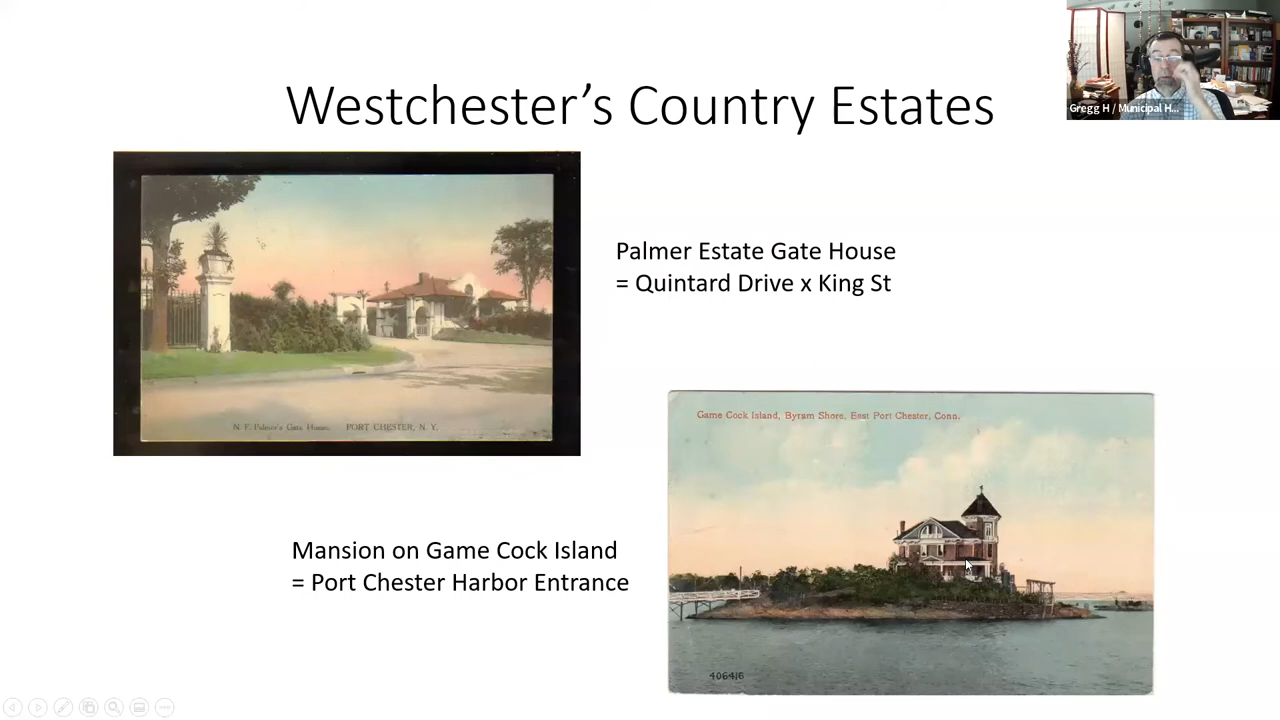 Gregg H / Municipal H...
Westchester's Country Estates
Palmer Estate Gate House
= Quintard Drive x King St
N. F. Palmer's Gate House. PORT CHESTER, N. Y.
Game Cock Island, Byram Shore, East Port Chester, Conn.
Mansion on Game Cock Island
= Port Chester Harbor Entrance
406416